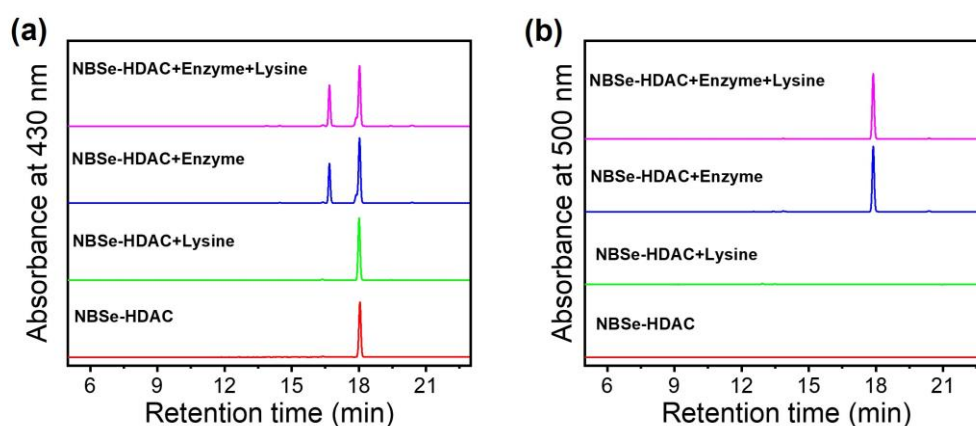 (a)
Absorbance at 430 nm
NBSe-HDAC+Enzyme+Lysine
NBSe-HDAC+Enzyme
NBSe-HDAC+Lysine
NBSe-HDAC
6 9 12 15 18 21
Retention time (min)
(b)
Absorbance at 500 nm
NBSe-HDAC+Enzyme+Lysine
NBSe-HDAC+Enzyme
NBSe-HDAC+Lysine
NBSe-HDAC
6 9 12 15 18 21
Retention time (min)